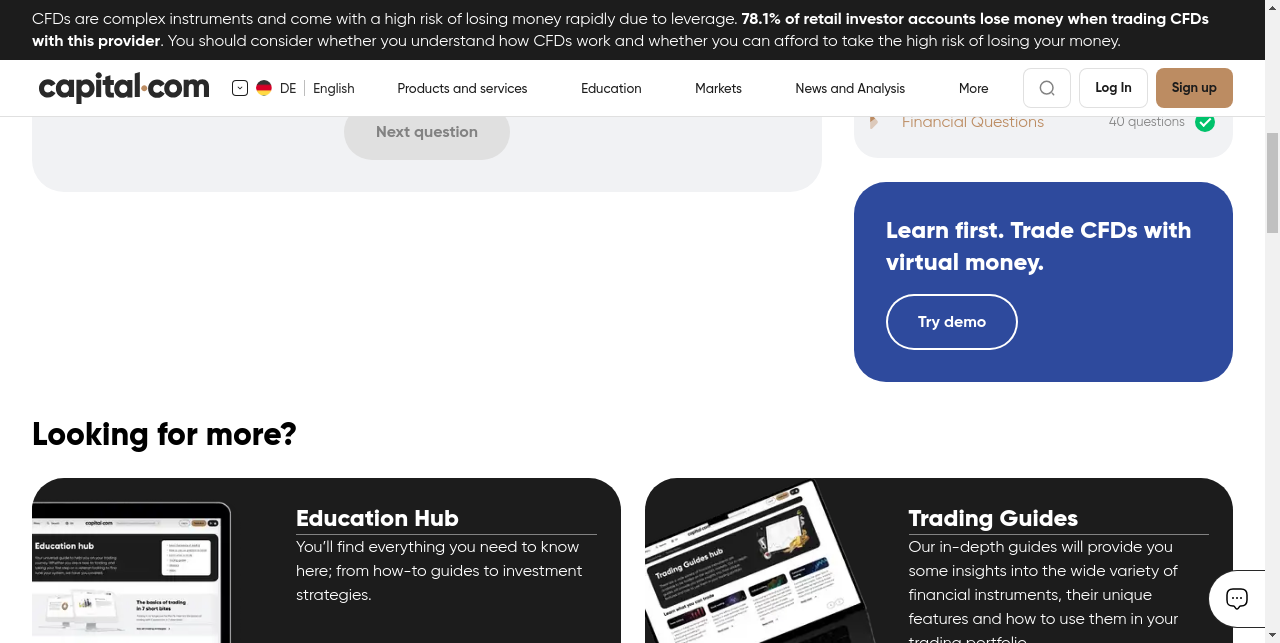 CFDs are complex instruments and come with a high risk of losing money rapidly due to leverage. 78.1% of retail investor accounts lose money when trading CFDs
with this provider. You should consider whether you understand how CFDs work and whether you can afford to take the high risk of losing your money.
capital.com
DE English
Products and services
Education
Markets
News and Analysis
More
Log In
Sign up
Next question
Financial Questions
40 questions
Learn first. Trade CFDs with
virtual money.
Try demo
Looking for more?
capital.com
Education hub
The basics of trading
in 7 short bites
Education Hub
You’ll find everything you need to know
here; from how-to guides to investment
strategies.
Trading Guides hub
Learn what you can trade
Trading Guides
Our in-depth guides will provide you
some insights into the wide variety of
financial instruments, their unique
features and how to use them in your
trading portfolio.